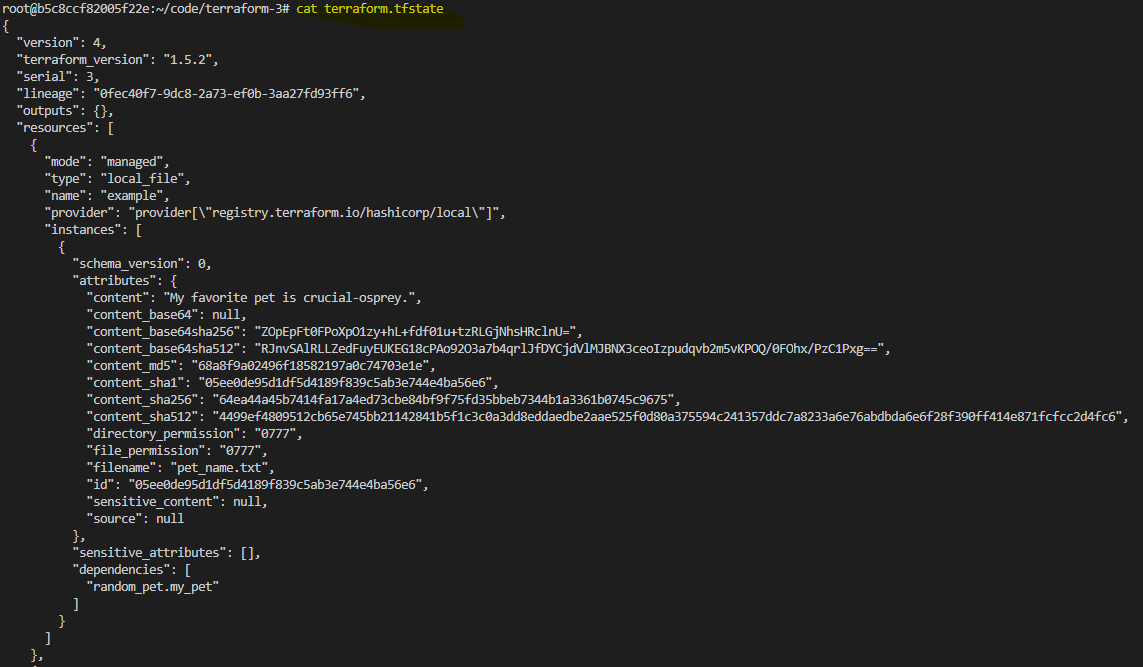 root@b5c8ccf82005f22e:~/code/terraform-3# cat terraform.tfstate
{
  "version": 4,
  "terraform_version": "1.5.2",
  "serial": 3,
  "lineage": "0fec40f7-9dc8-2a73-ef0b-3aa27fd93ff6",
  "outputs": {},
  "resources": [
    {
      "mode": "managed",
      "type": "local_file",
      "name": "example",
      "provider": "provider[\"registry.terraform.io/hashicorp/local\"]",
      "instances": [
        {
          "schema_version": 0,
          "attributes": {
            "content": "My favorite pet is crucial-osprey.",
            "content_base64": null,
            "content_base64sha256": "ZOpEpFt0FPoXpO1zy+hL+fdf01u+tzRLGjNhsHRclnU=",
            "content_base64sha512": "RJnvSAlRLLZedFuyEUKEG18cPAo92O3a7b4qrlJfDYCjdVlMJBNX3ceoIzpudqvb2m5vKPOQ/0FOhx/PzC1Pxg==",
            "content_md5": "68a8f9a02496f18582197a0c74703e1e",
            "content_sha1": "05ee0de95d1df5d4189f839c5ab3e744e4ba56e6",
            "content_sha256": "64ea44a45b7414fa17a4ed73cbe84bf9f75fd35bbeb7344b1a3361b0745c9675",
            "content_sha512": "4499ef4809512cb65e745bb21142841b5f1c3c0a3dd8eddaedbe2aae525f0d80a375594c241357ddc7a8233a6e76abdbda6e6f28f390ff414e871fcfcc2d4fc6",
            "directory_permission": "0777",
            "file_permission": "0777",
            "filename": "pet_name.txt",
            "id": "05ee0de95d1df5d4189f839c5ab3e744e4ba56e6",
            "sensitive_content": null,
            "source": null
          },
          "sensitive_attributes": [],
          "dependencies": [
            "random_pet.my_pet"
          ]
        }
      ]
    },